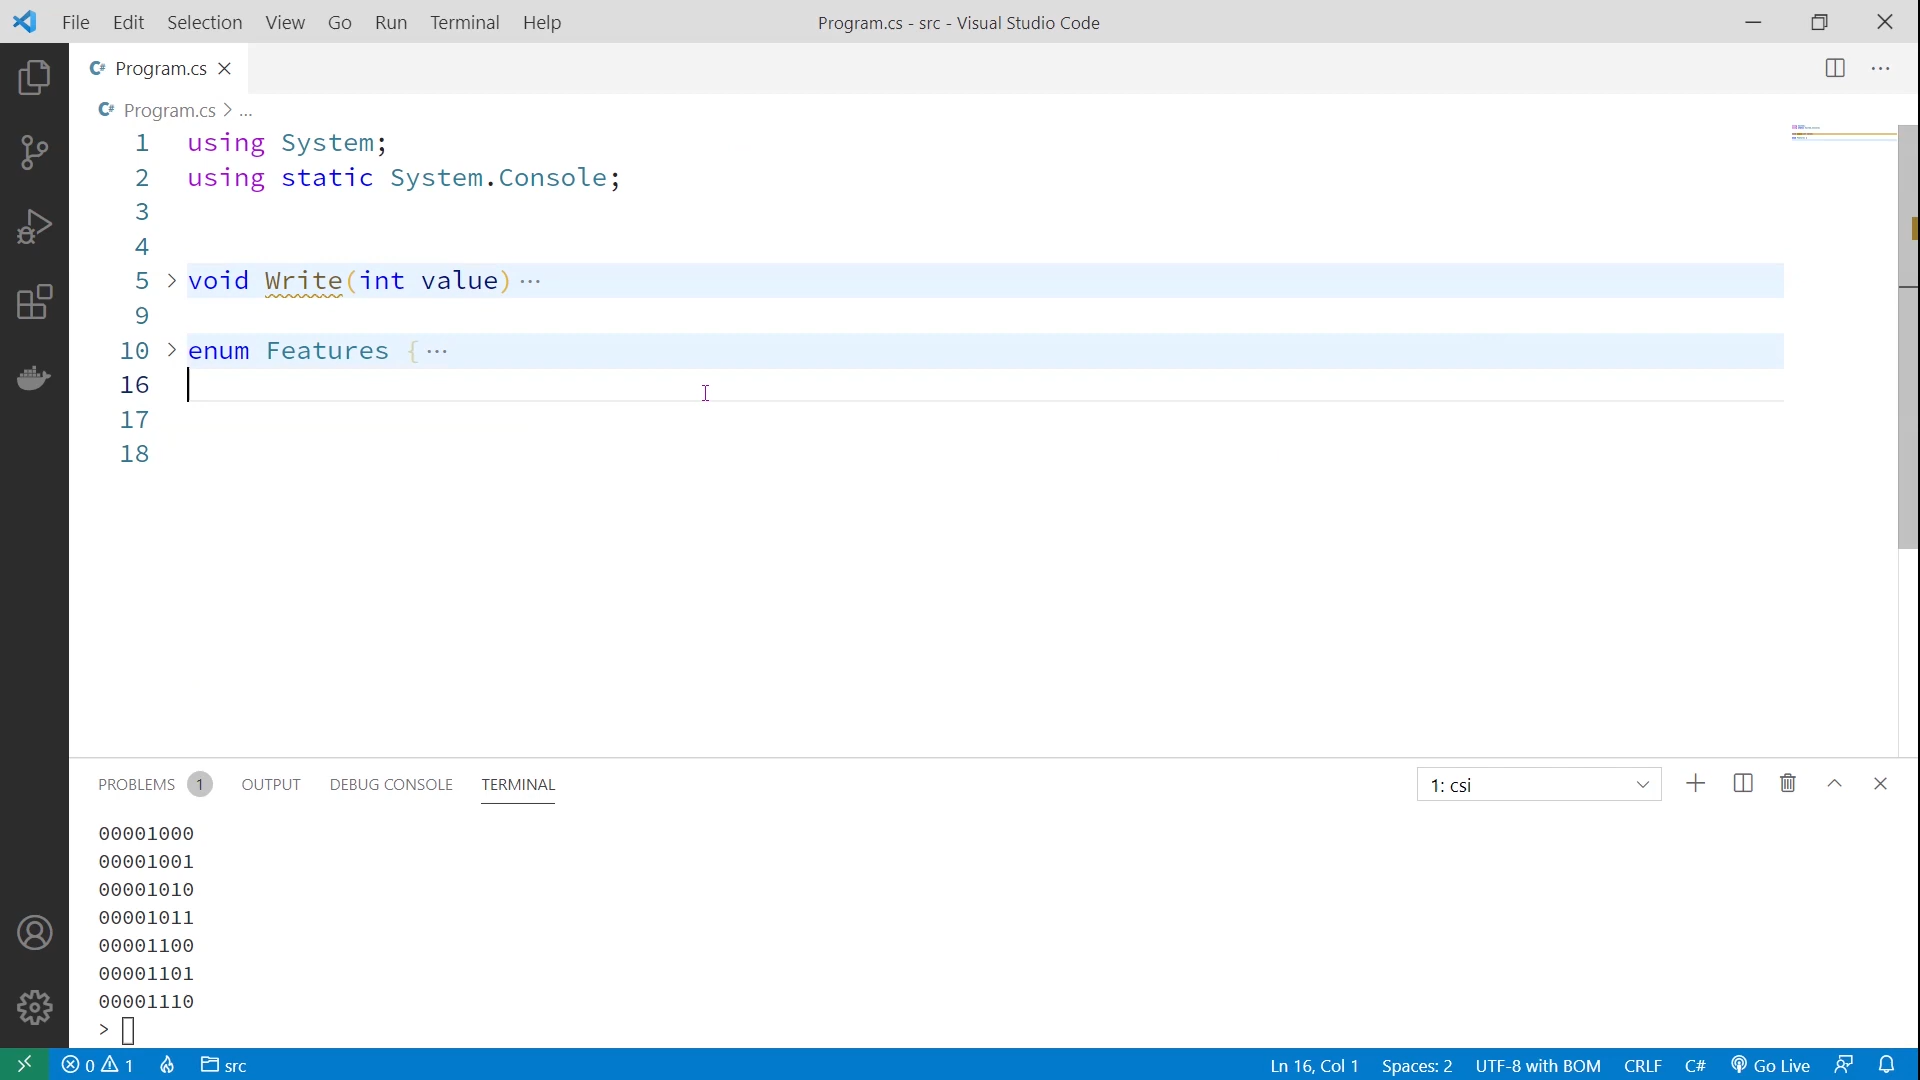 File Edit Selection View Go Run Terminal Help Program.cs - src - Visual Studio Code
C# Program.cs
C# Program.cs > ...
1 using System;
2 using static System.Console;
3
4
5 > void Write(int value)···
9
10 > enum Features {···
16
17
18
PROBLEMS 1 OUTPUT DEBUG CONSOLE TERMINAL 1: csi
00001000
00001001
00001010
00001011
00001100
00001101
00001110
>
0 1 src Ln 16, Col 1 Spaces: 2 UTF-8 with BOM CRLF C# Go Live